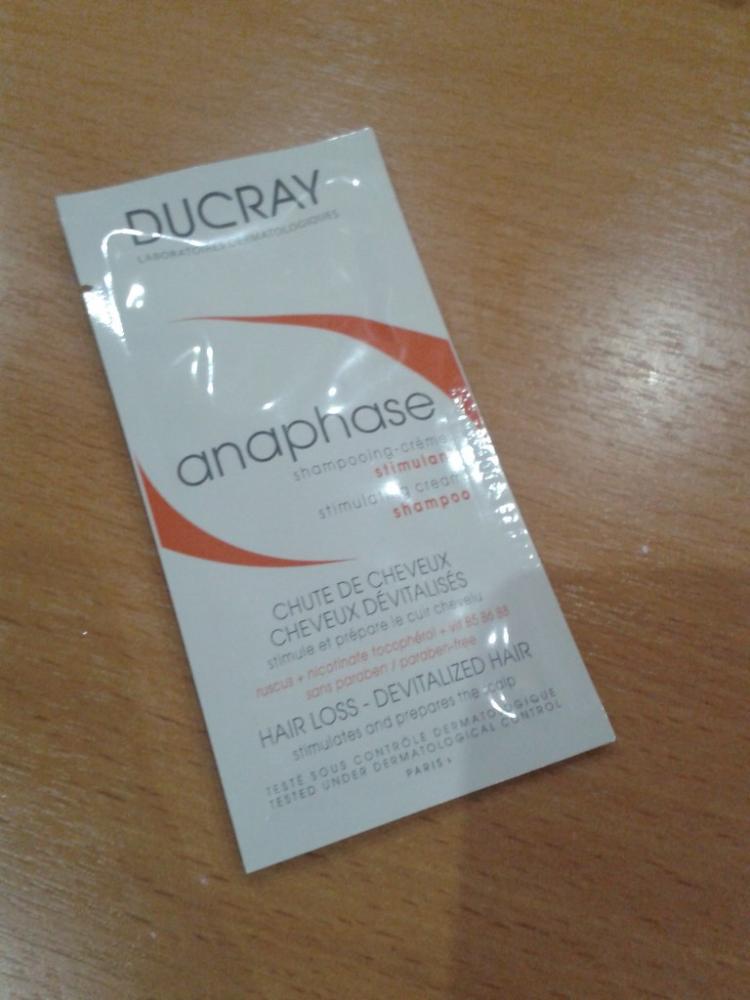 DUCRAY
LABORATOIRES DERMATOLOGIQUES
anaphase
shampooing-crème
stimulant
stimulating cream
shampoo
CHUTE DE CHEVEUX
CHEVEUX DÉVITALISÉS
stimule et prépare le cuir chevelu
ruscus + nicotinate tocophérol + vit B5 B6 B8
sans paraben / paraben-free
HAIR LOSS - DEVITALIZED HAIR
stimulates and prepares the scalp
TESTÉ SOUS CONTRÔLE DERMATOLOGIQUE
TESTED UNDER DERMATOLOGICAL CONTROL
PARIS